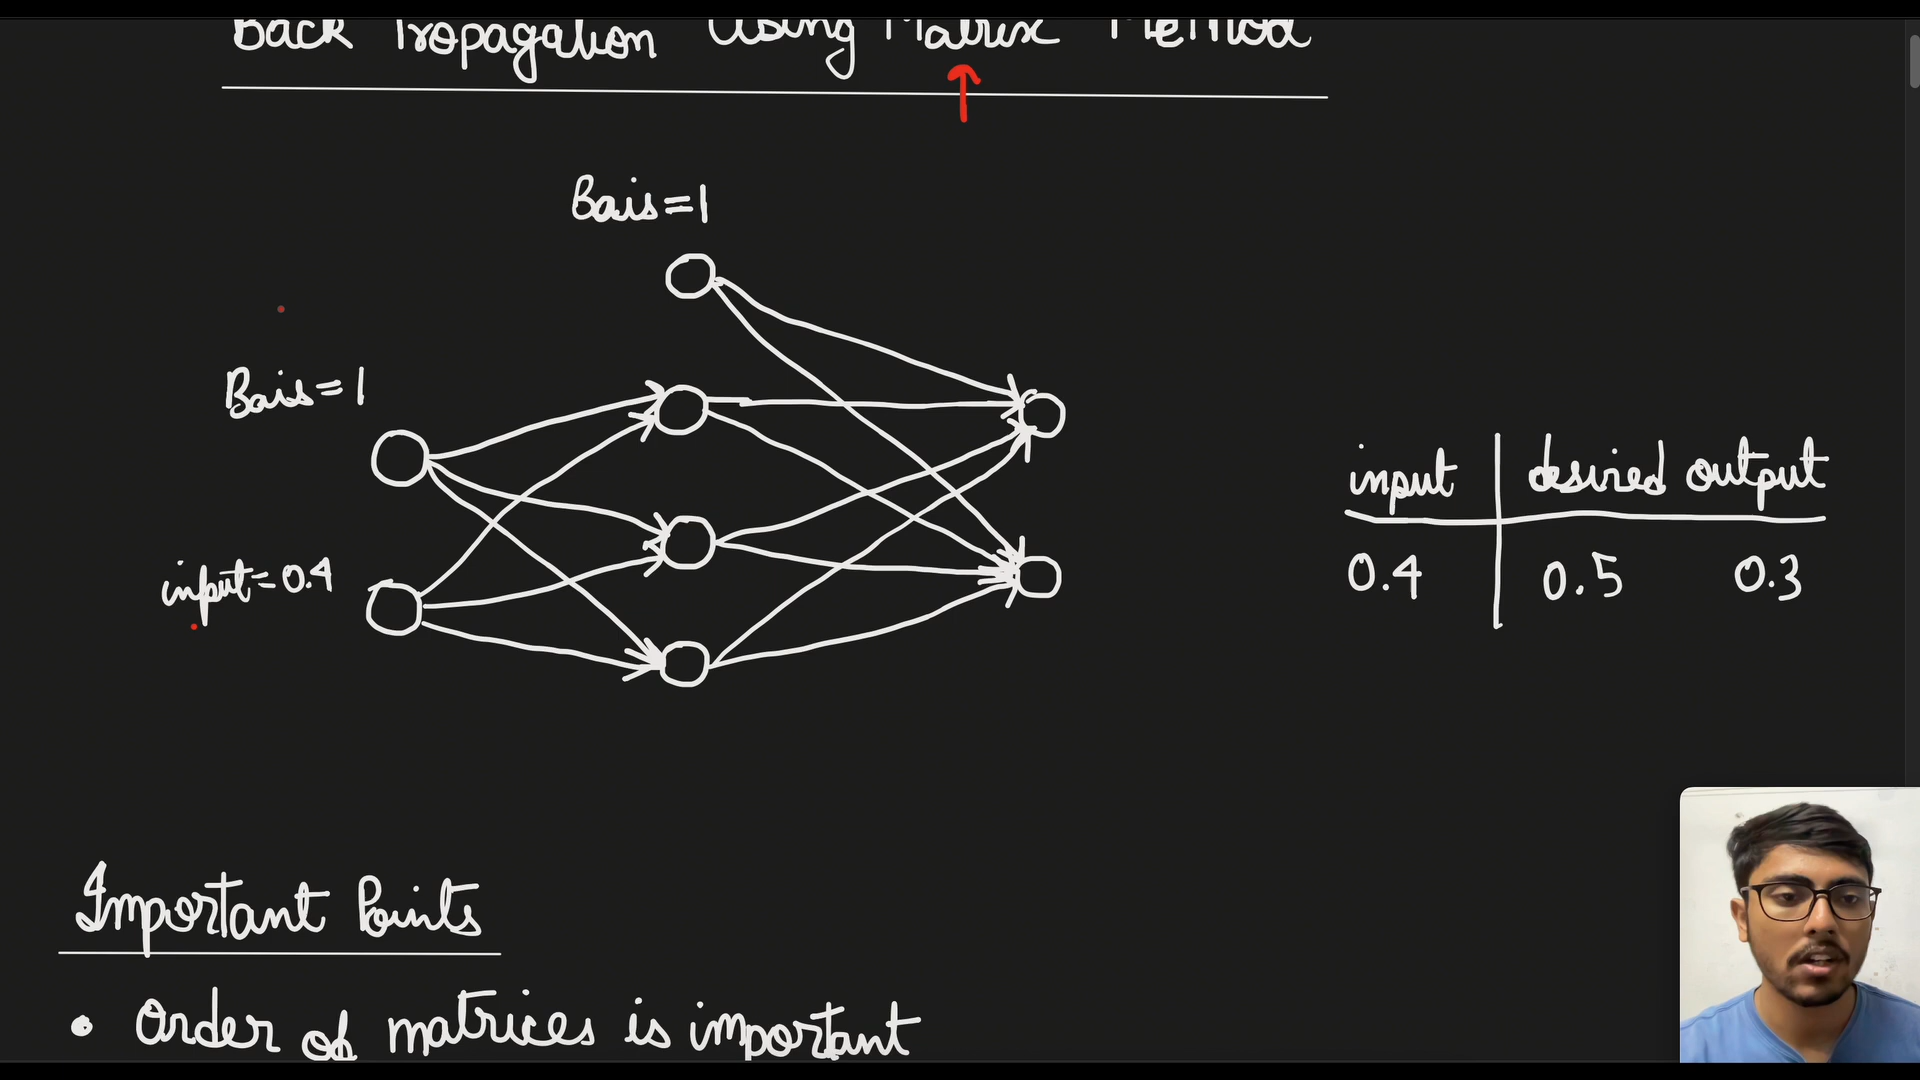 Back Propagation Using Matrix Method
Bais=1
Bais=1
input=0.4
input desired output
0.4 0.5 0.3
Important Points
• Order of matrices is important